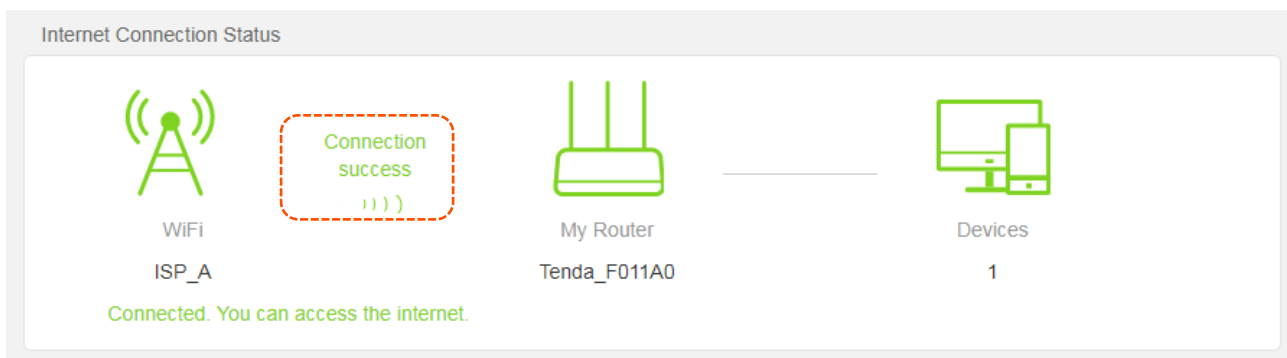 Internet Connection Status
Connection
success
WiFi
My Router
Devices
ISP_A
Tenda_F011A0
1
Connected. You can access the internet.